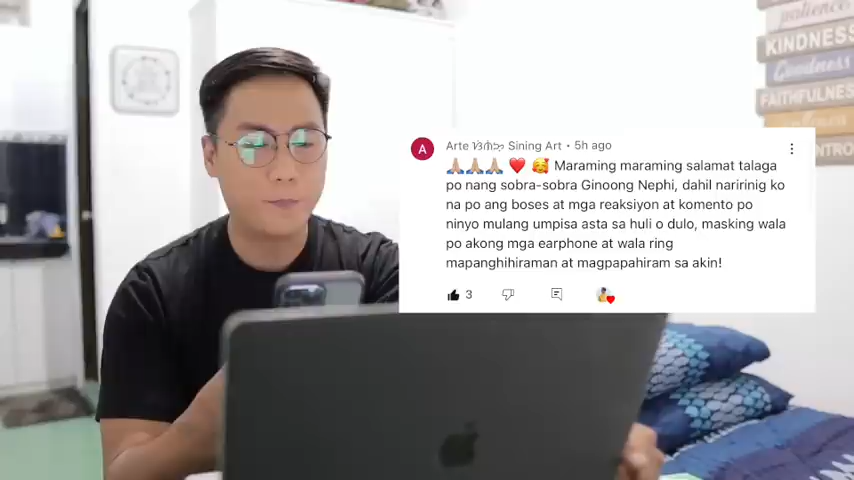 patience
KINDNESS
Goodness
FAITHFULNESS
A
Arte Sining Art • 5h ago
🙏🏼🙏🏼🙏🏼 ❤️ 🥰 Maraming maraming salamat talaga
po nang sobra-sobra Ginoong Nephi, dahil naririnig ko
na po ang boses at mga reaksiyon at komento po
ninyo mulang umpisa asta sa huli o dulo, masking wala
po akong mga earphone at wala ring
mapanghihiraman at magpapahiram sa akin!
3